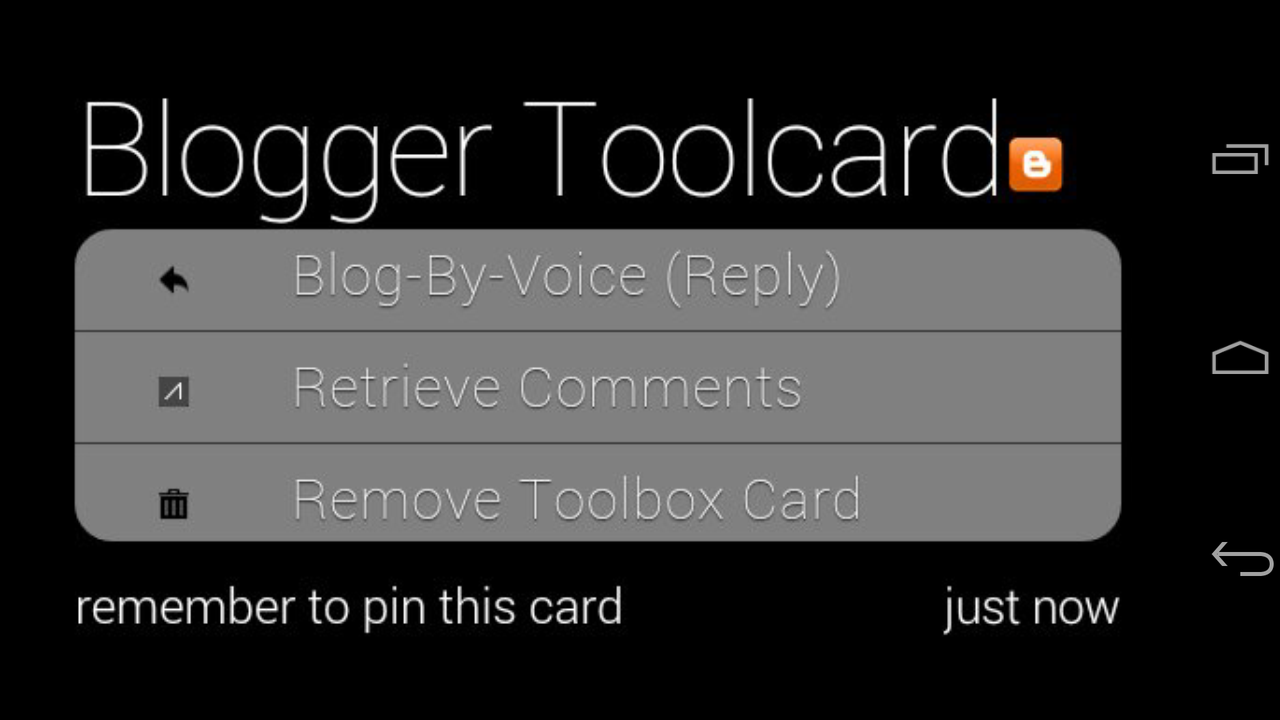 Blogger Toolcard
Blog-By-Voice (Reply)
Retrieve Comments
Remove Toolbox Card
remember to pin this card
just now